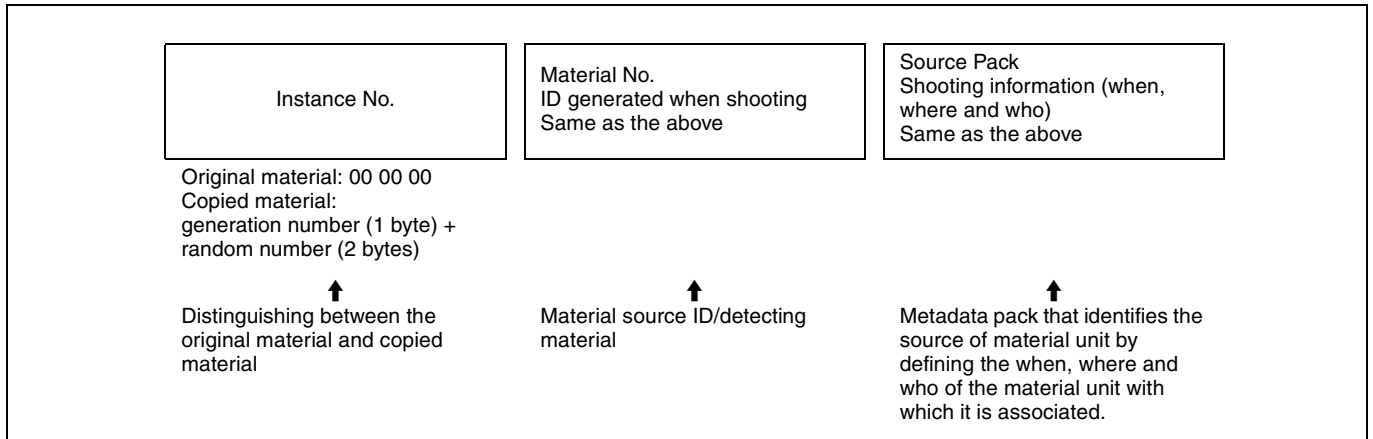 Instance No.
Original material: 00 00 00
Copied material:
generation number (1 byte) +
random number (2 bytes)
Distinguishing between the
original material and copied
material
Material No.
ID generated when shooting
Same as the above
Material source ID/detecting
material
Source Pack
Shooting information (when,
where and who)
Same as the above
Metadata pack that identifies the
source of material unit by
defining the when, where and
who of the material unit with
which it is associated.